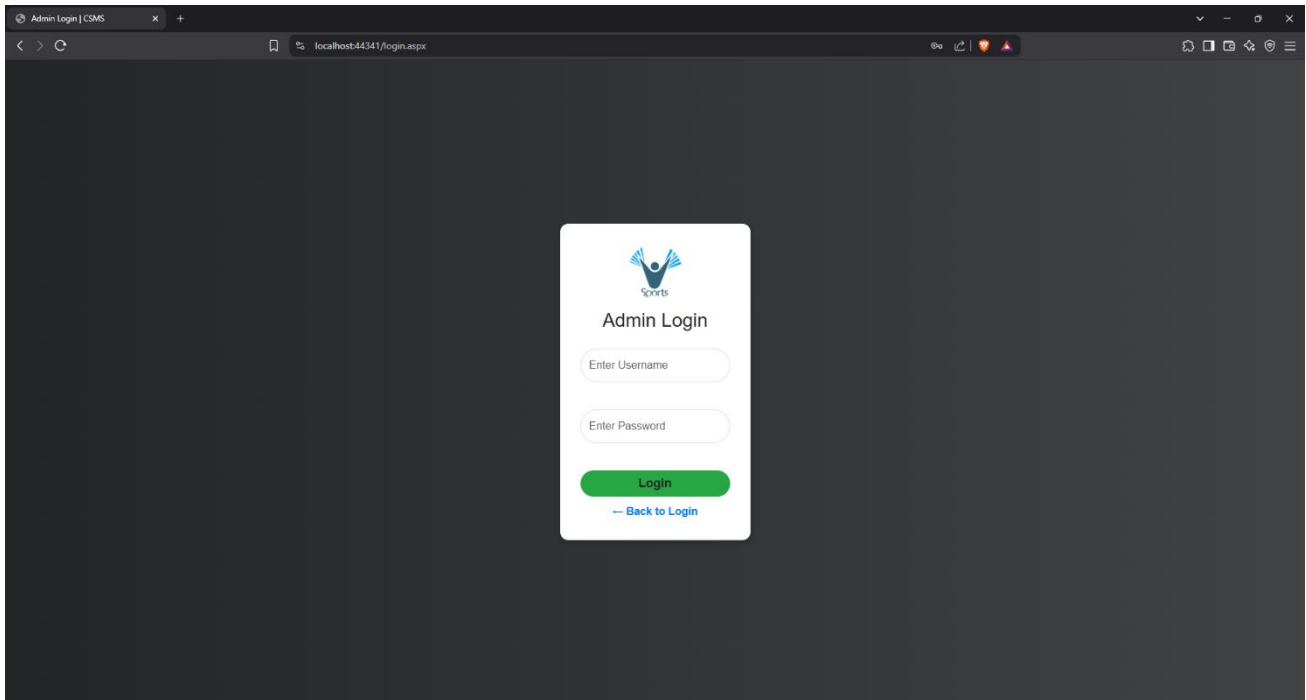 Admin Login | CSMS
localhost:44341/login.aspx
Sports
Admin Login
Enter Username
Enter Password
Login
← Back to Login